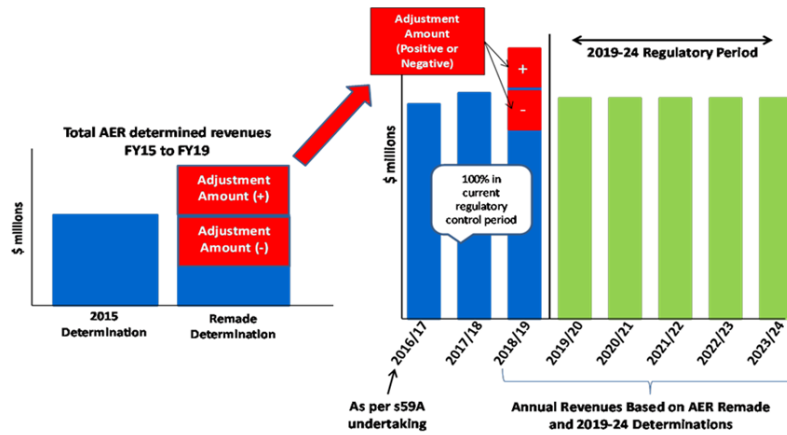 Total AER determined revenues
FY15 to FY19
$ millions
Adjustment
Amount (+)
Adjustment
Amount (-)
2015
Determination
Remade
Determination
Adjustment
Amount
(Positive or
Negative)
+
-
2019-24 Regulatory Period
$ millions
100% in
current
regulatory
control period
2016/17
2017/18
2018/19
2019/20
2020/21
2021/22
2022/23
2023/24
As per s59A
undertaking
Annual Revenues Based on AER Remade
and 2019-24 Determinations